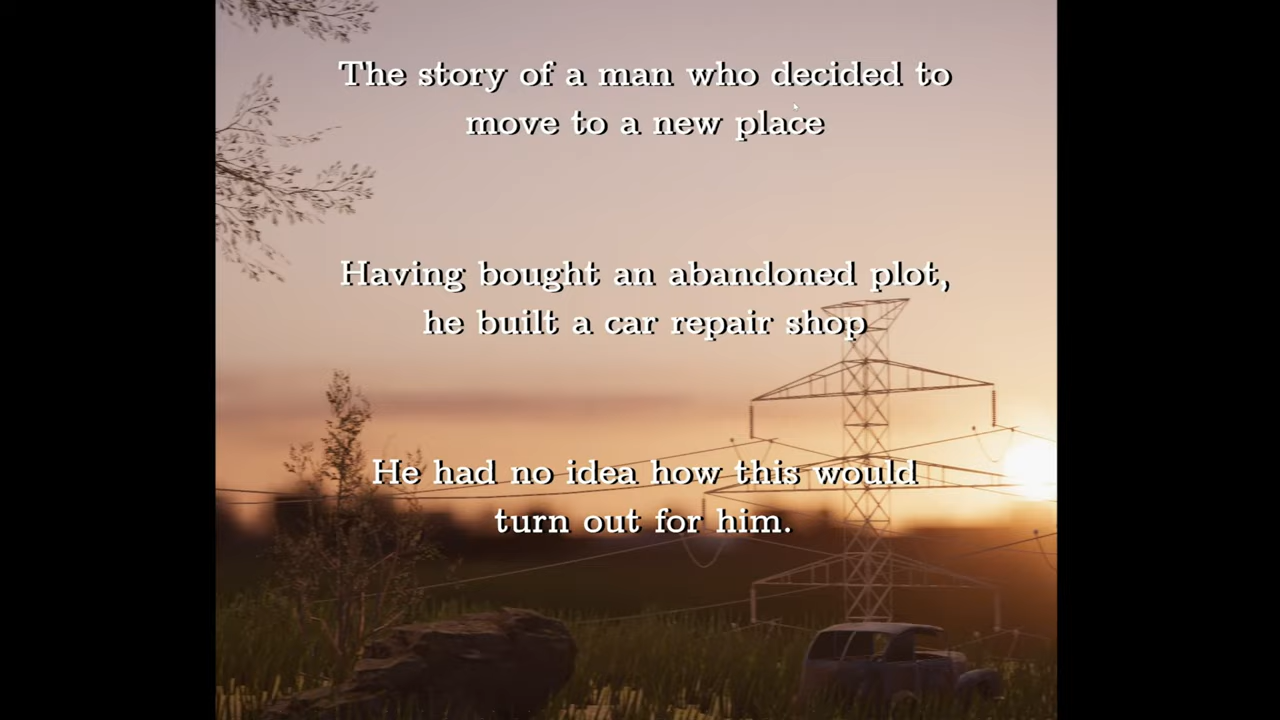 The story of a man who decided to
move to a new place
Having bought an abandoned plot,
he built a car repair shop
He had no idea how this would
turn out for him.